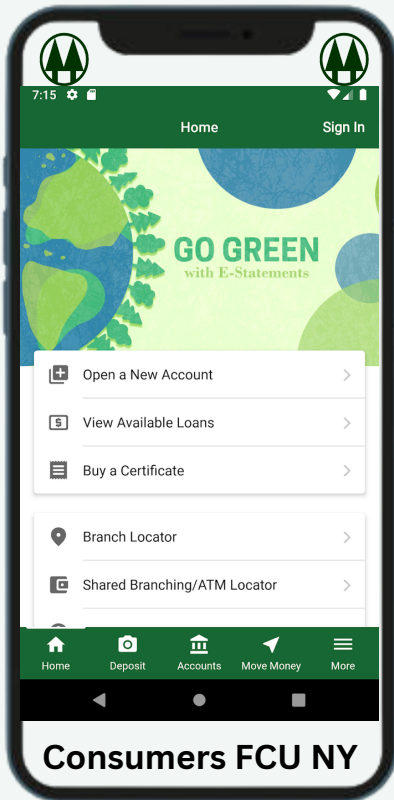 7:15
Home
Sign In
GO GREEN
with E-Statements
Open a New Account
View Available Loans
Buy a Certificate
Branch Locator
Shared Branching/ATM Locator
Home Deposit Accounts Move Money More
Consumers FCU NY